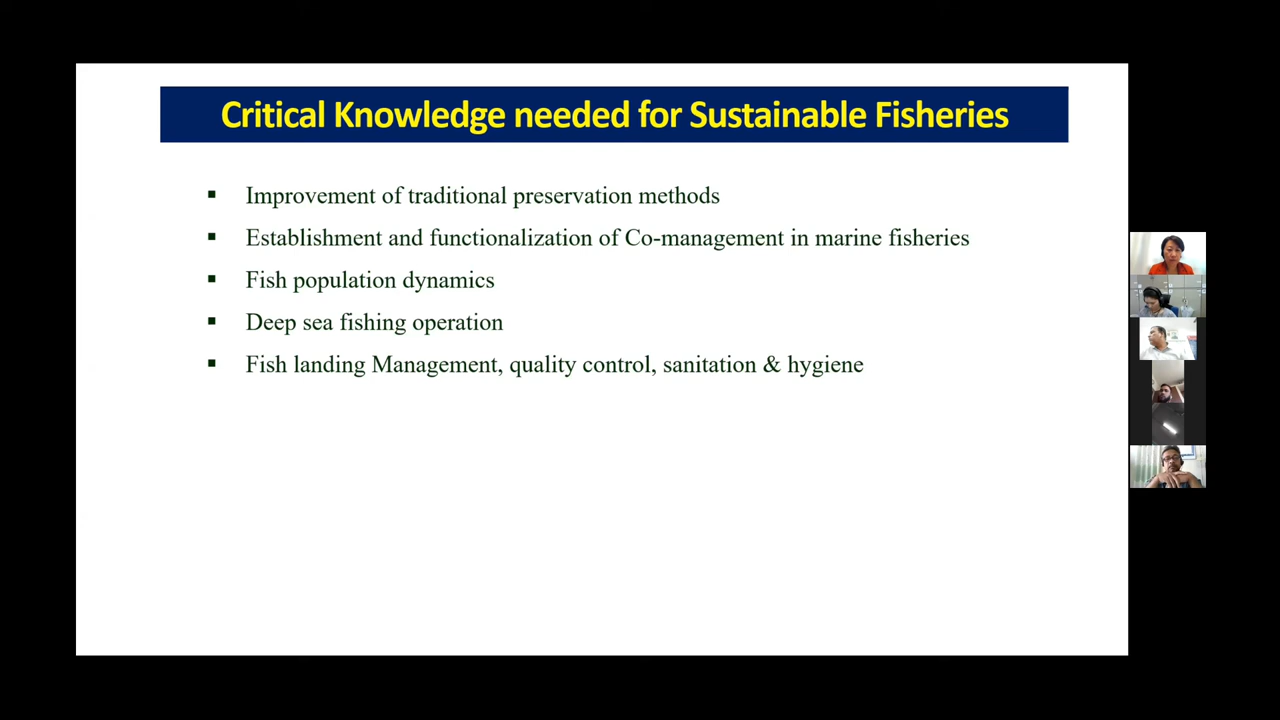 Critical Knowledge needed for Sustainable Fisheries
▪ Improvement of traditional preservation methods
▪ Establishment and functionalization of Co-management in marine fisheries
▪ Fish population dynamics
▪ Deep sea fishing operation
▪ Fish landing Management, quality control, sanitation & hygiene